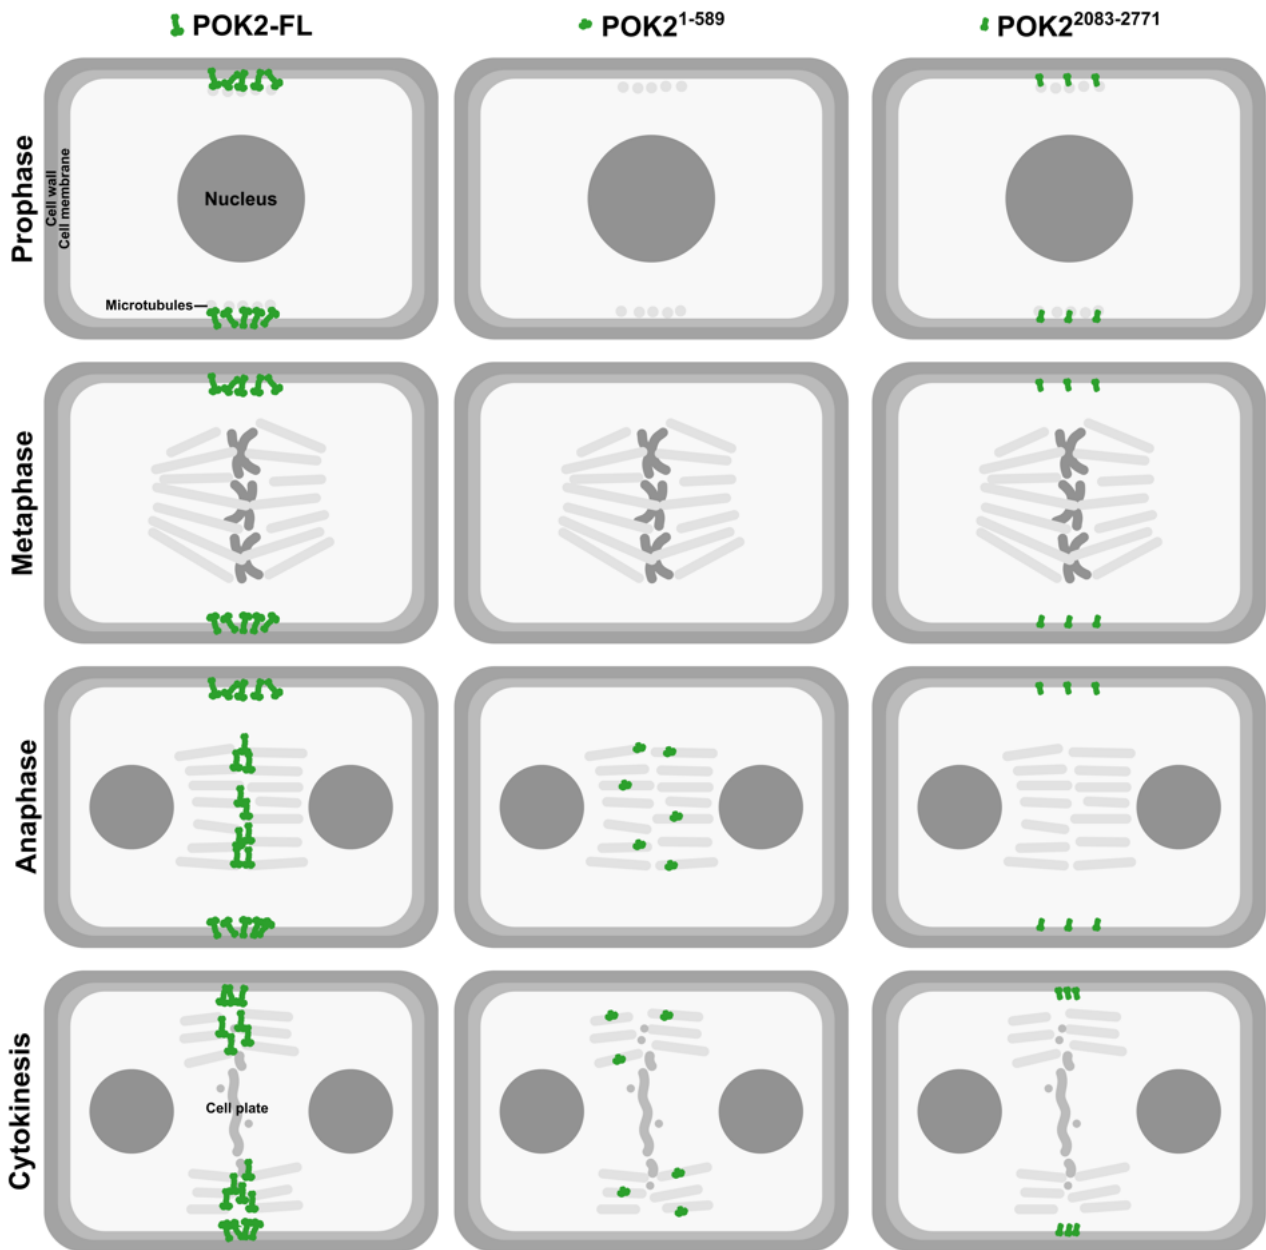 POK2-FL
POK2¹⁻⁵⁸⁹
POK2²⁰⁸³⁻²⁷⁷¹
Prophase
Cell wall
Cell membrane
Nucleus
Microtubules
Metaphase
Anaphase
Cytokinesis
Cell plate